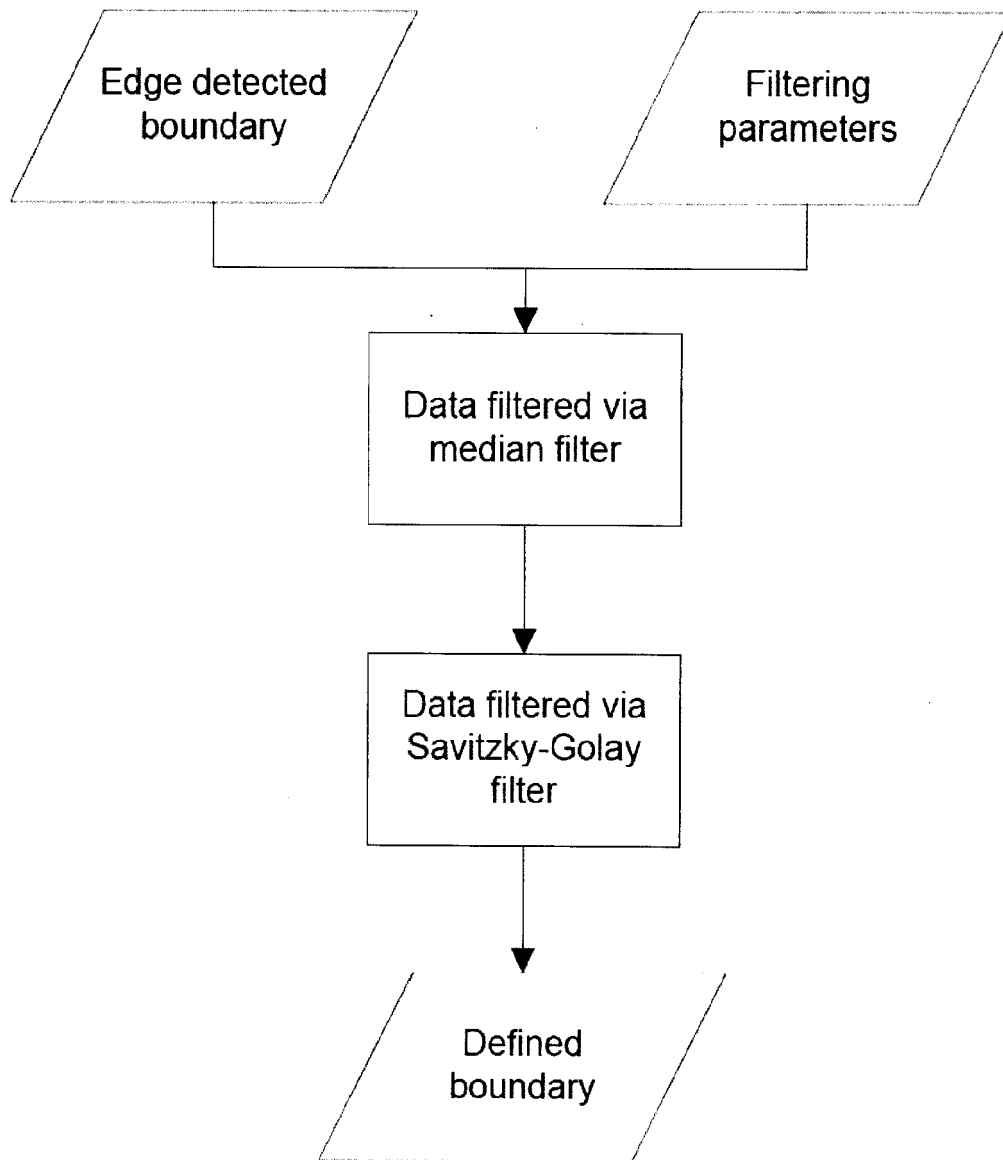 Edge detected
boundary
Filtering
parameters
Data filtered via
median filter
Data filtered via
Savitzky-Golay
filter
Defined
boundary